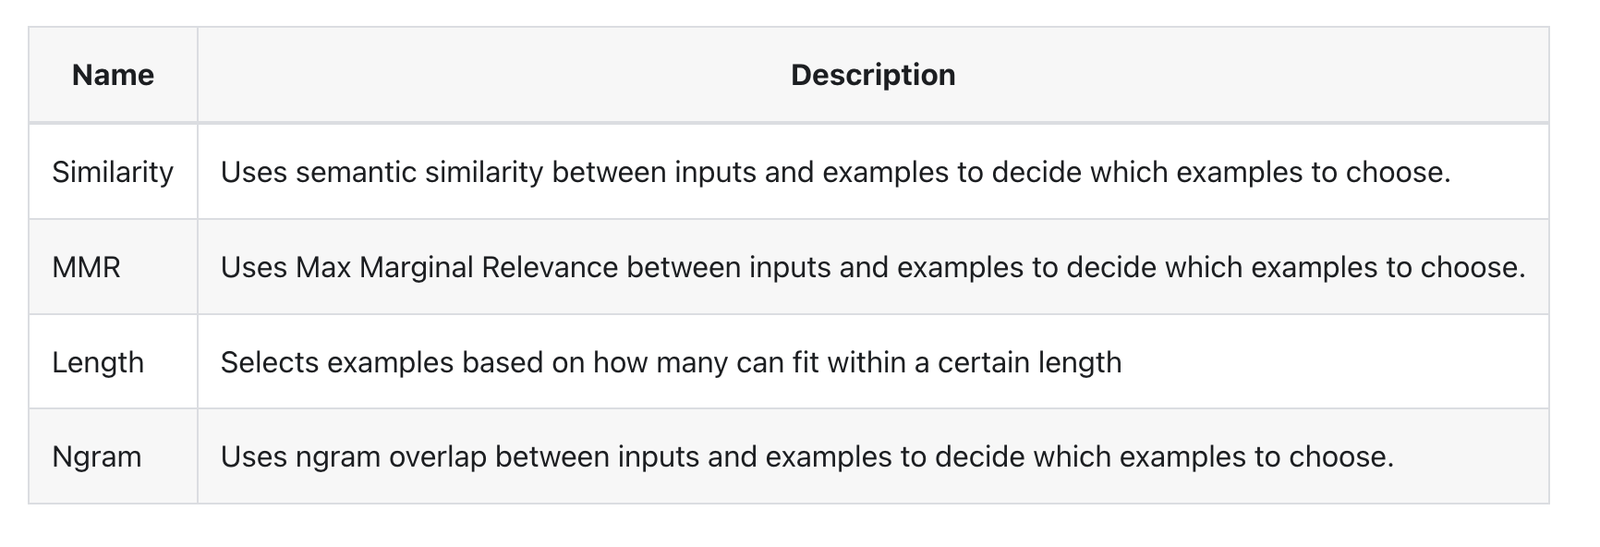 Name Description
Similarity Uses semantic similarity between inputs and examples to decide which examples to choose.
MMR Uses Max Marginal Relevance between inputs and examples to decide which examples to choose.
Length Selects examples based on how many can fit within a certain length
Ngram Uses ngram overlap between inputs and examples to decide which examples to choose.